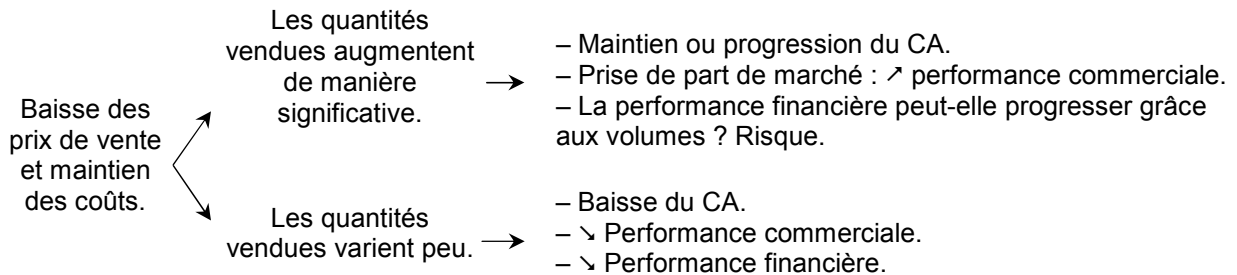 Baisse des
prix de vente
et maintien
des coûts.
Les quantités
vendues augmentent
de manière
significative.
– Maintien ou progression du CA.
– Prise de part de marché : ↗ performance commerciale.
– La performance financière peut-elle progresser grâce
aux volumes ? Risque.
Les quantités
vendues varient peu.
– Baisse du CA.
– ↘ Performance commerciale.
– ↘ Performance financière.